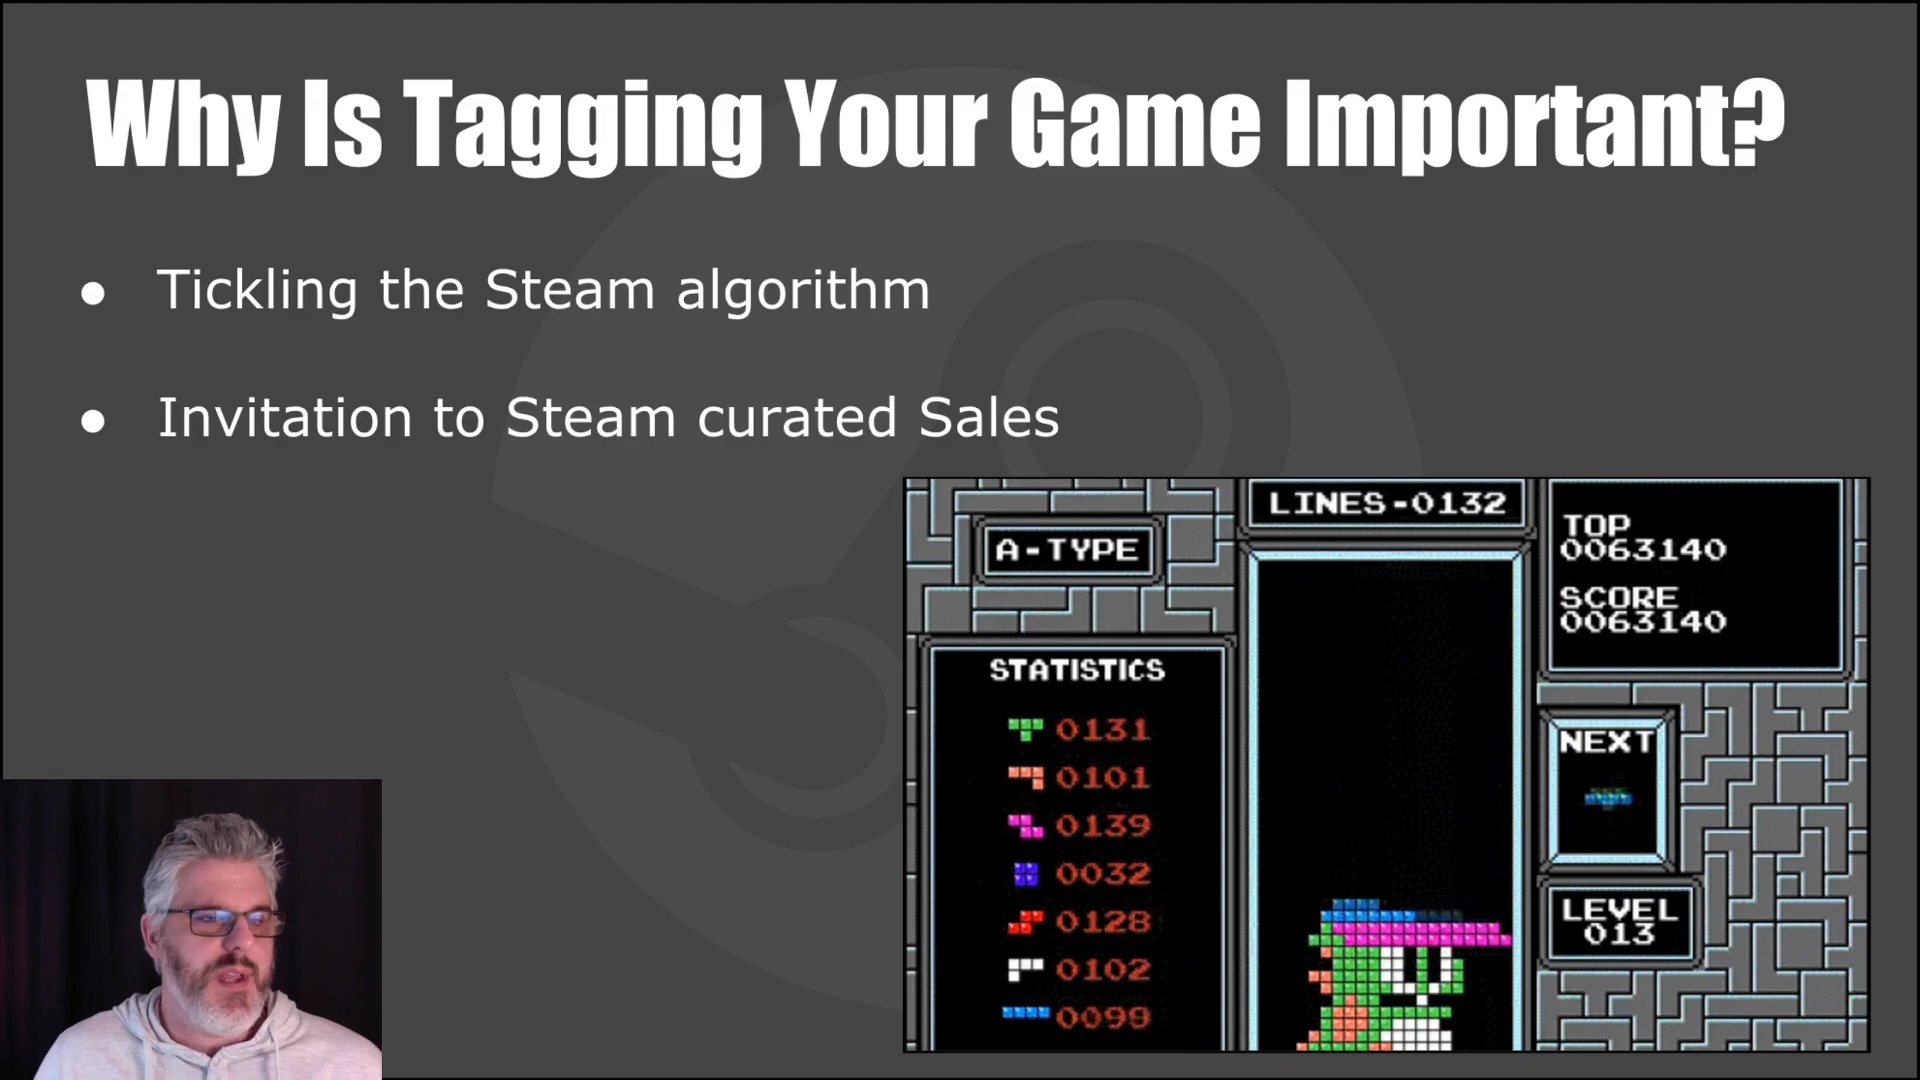 Why Is Tagging Your Game Important?
● Tickling the Steam algorithm
● Invitation to Steam curated Sales
LINES-0132
A-TYPE
TOP
0063140
SCORE
0063140
STATISTICS
0131
0101
0139
0032
0128
0102
0099
NEXT
LEVEL
013